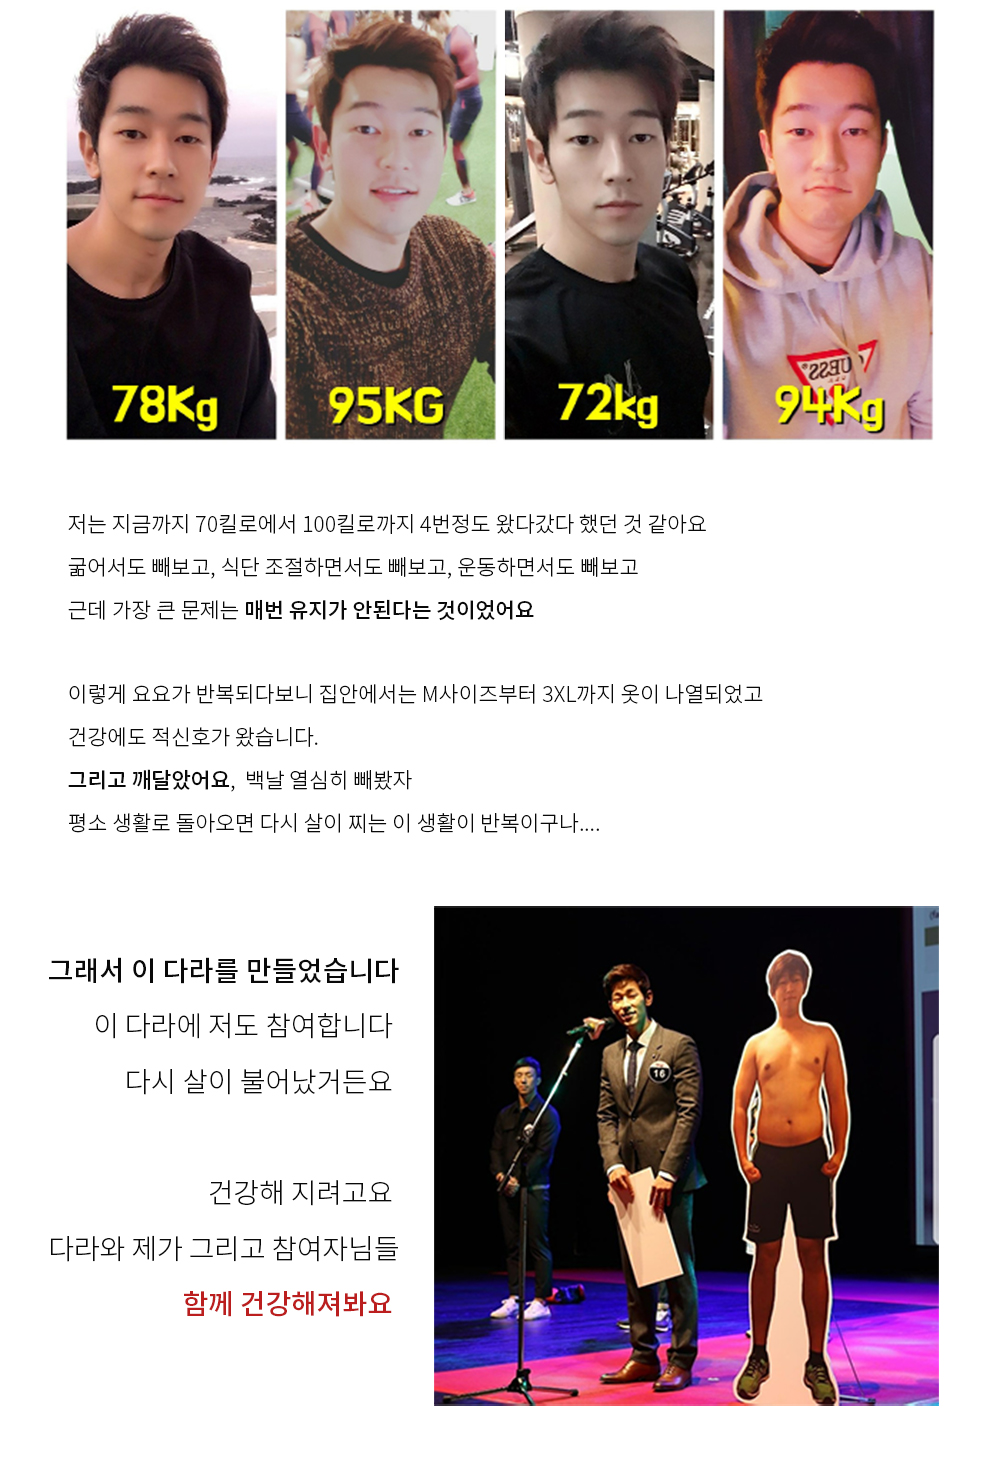 78Kg
95KG
72kg
94Kg
GUESS
저는 지금까지 70킬로에서 100킬로까지 4번정도 왔다갔다 했던 것 같아요
굶어서도 빼보고, 식단 조절하면서도 빼보고, 운동하면서도 빼보고
근데 가장 큰 문제는 매번 유지가 안된다는 것이었어요
이렇게 요요가 반복되다보니 집안에서는 M사이즈부터 3XL까지 옷이 나열되었고
건강에도 적신호가 왔습니다.
그리고 깨달았어요, 백날 열심히 빼봤자
평소 생활로 돌아오면 다시 살이 찌는 이 생활이 반복이구나....
그래서 이 다라를 만들었습니다
이 다라에 저도 참여합니다
다시 살이 불어났거든요
건강해 지려고요
다라와 제가 그리고 참여자님들
함께 건강해져봐요
16